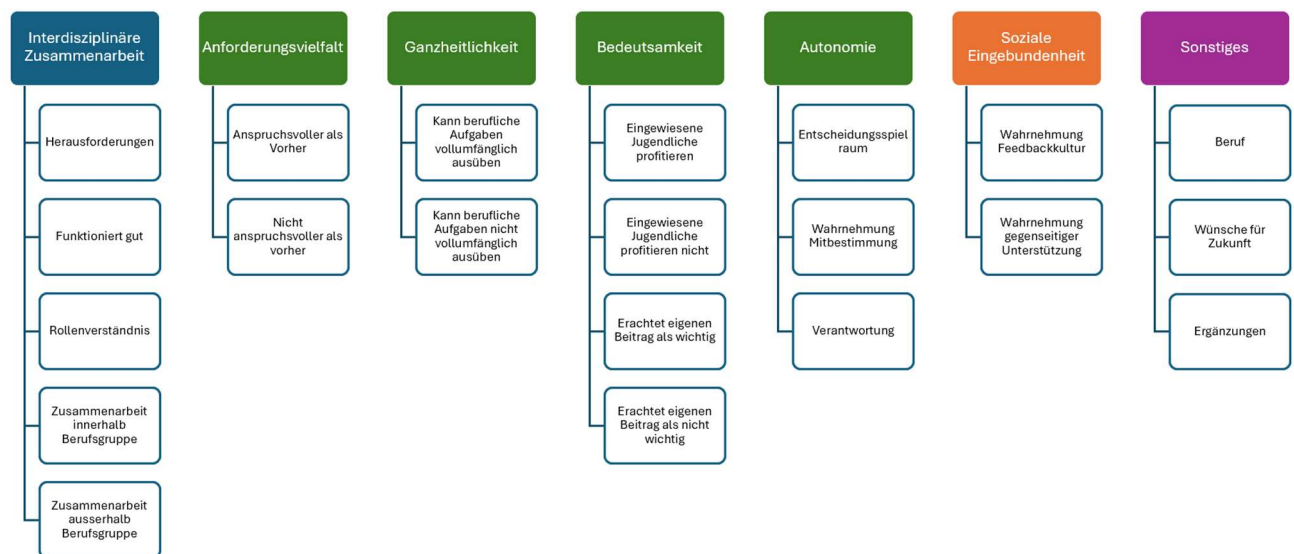 Interdisziplinäre
Zusammenarbeit
Herausforderungen
Funktioniert gut
Rollenverständnis
Zusammenarbeit
innerhalb
Berufsgruppe
Zusammenarbeit
ausserhalb
Berufsgruppe
Anforderungsvielfalt
Anspruchsvoller als
Vorher
Nicht
anspruchsvoller als
vorher
Ganzheitlichkeit
Kann berufliche
Aufgaben
vollumfänglich
ausüben
Kann berufliche
Aufgaben nicht
vollumfänglich
ausüben
Bedeutsamkeit
Eingewiesene
Jugendliche
profitieren
Eingewiesene
Jugendliche
profitieren nicht
Erachtet eigenen
Beitrag als wichtig
Erachtet eigenen
Beitrag als nicht
wichtig
Autonomie
Entscheidungsspiel
raum
Wahrnehmung
Mitbestimmung
Verantwortung
Soziale
Eingebundenheit
Wahrnehmung
Feedbackkultur
Wahrnehmung
gegenseitiger
Unterstützung
Sonstiges
Beruf
Wünsche für
Zukunft
Ergänzungen